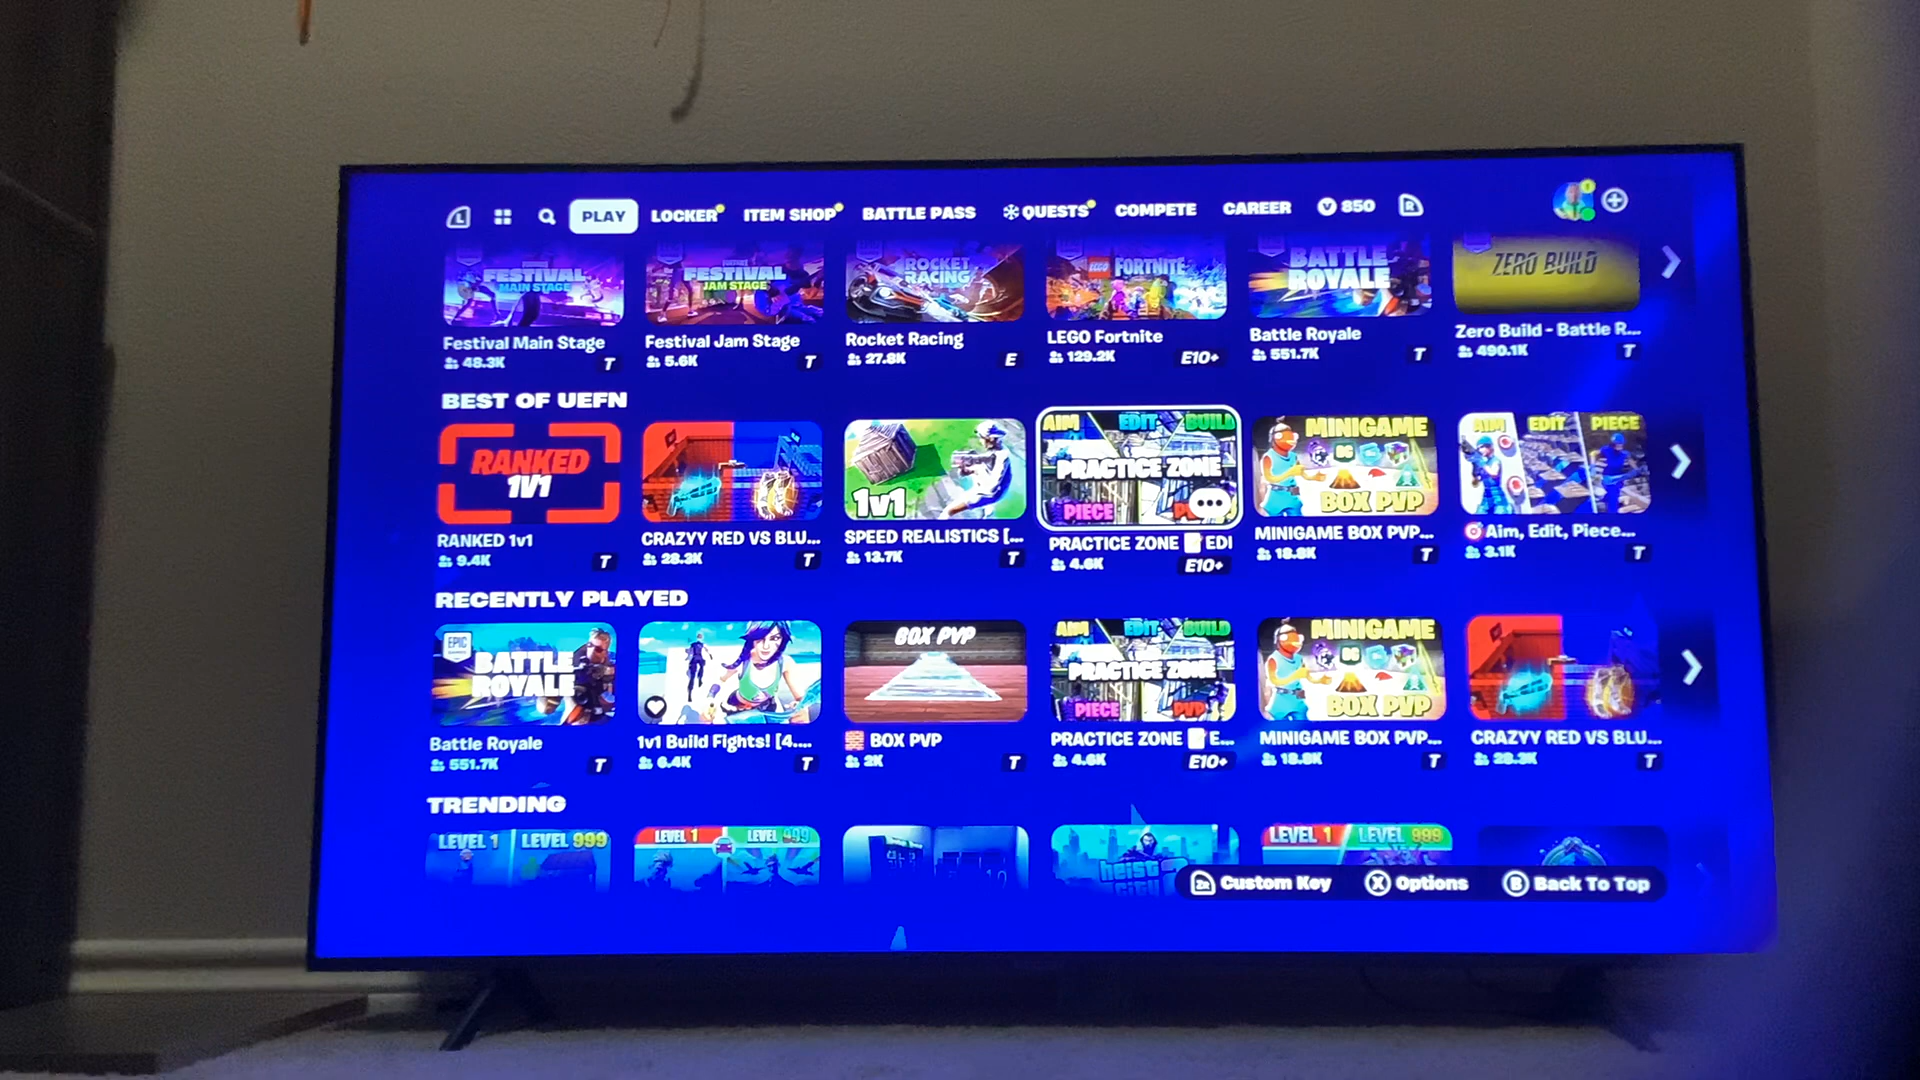 L PLAY LOCKER ITEM SHOP BATTLE PASS QUESTS COMPETE CAREER 850 R
FESTIVAL MAIN STAGE
FESTIVAL JAM STAGE
ROCKET RACING
LEGO FORTNITE
BATTLE ROYALE
ZERO BUILD
Festival Main Stage
Festival Jam Stage
Rocket Racing
LEGO Fortnite
Battle Royale
Zero Build - Battle R...
48.3K T
5.6K T
27.8K E
129.2K E10+
551.7K T
490.1K T
BEST OF UEFN
RANKED 1V1
1v1
AIM EDIT BUILD
PRACTICE ZONE
PIECE
MINIGAME
BOX PVP
AIM EDIT PIECE
RANKED 1v1
CRAZYY RED VS BLU...
SPEED REALISTICS [...
PRACTICE ZONE EDI
MINIGAME BOX PVP...
Aim, Edit, Piece...
9.4K T
28.3K T
13.7K T
4.6K E10+
18.8K T
3.1K T
RECENTLY PLAYED
EPIC GAMES
BATTLE ROYALE
BOX PVP
AIM EDIT BUILD
PRACTICE ZONE
PIECE PVP
MINIGAME
BOX PVP
Battle Royale
1v1 Build Fights! [4....
BOX PVP
PRACTICE ZONE E...
MINIGAME BOX PVP...
CRAZYY RED VS BLU...
551.7K T
6.4K T
2K T
4.6K E10+
18.8K T
28.3K T
TRENDING
LEVEL 1 LEVEL 999
LEVEL 1 LEVEL 999
heist city
LEVEL 1 LEVEL 999
ZR Custom Key X Options B Back To Top